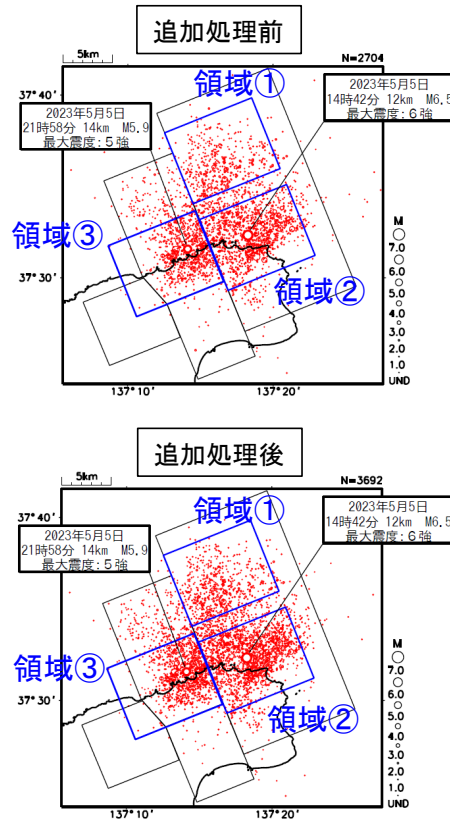 追加処理前
5km
N=2704
領域①
2023年5月5日
14時42分 12km M6.5
最大震度:6強
2023年5月5日
21時58分 14km M5.9
最大震度:5強
37°40'
領域③
37°30'
領域②
M
7.0
6.0
5.0
4.0
3.0
2.0
1.0
UND
137°10'
137°20'
追加処理後
5km
N=3692
領域①
2023年5月5日
14時42分 12km M6.5
最大震度:6強
2023年5月5日
21時58分 14km M5.9
最大震度:5強
37°40'
領域③
37°30'
領域②
M
7.0
6.0
5.0
4.0
3.0
2.0
1.0
UND
137°10'
137°20'